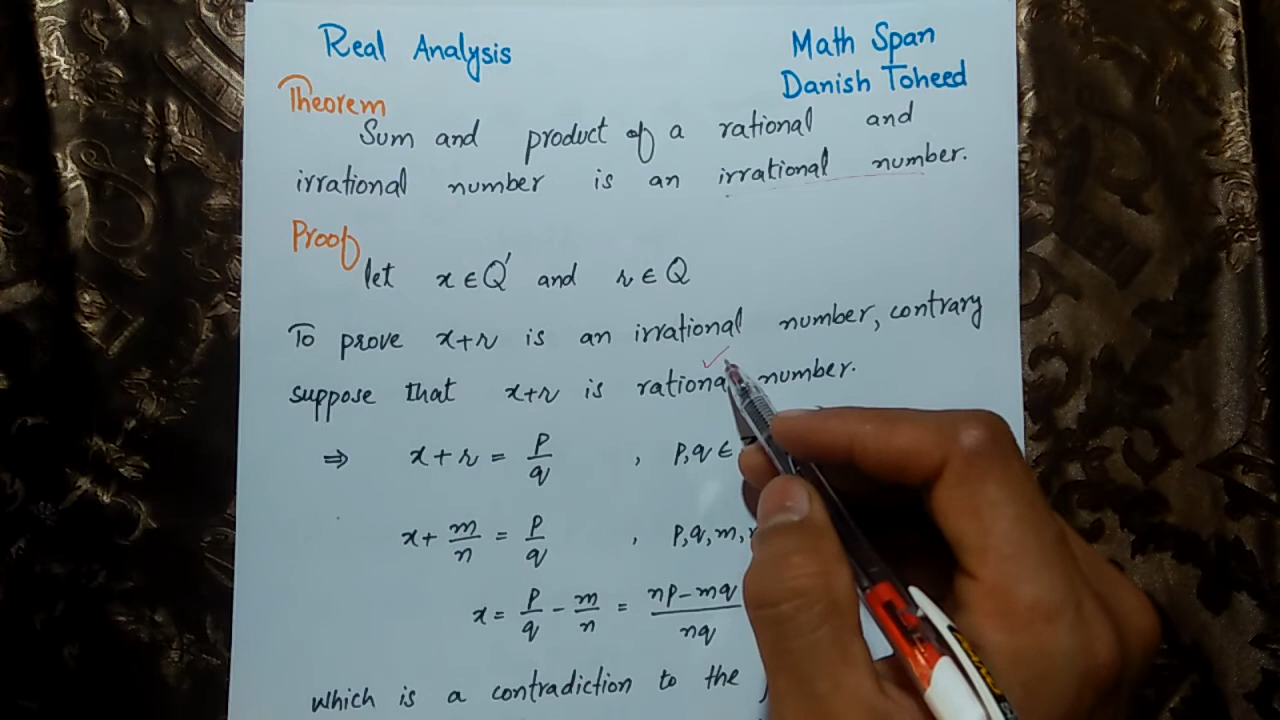 Real Analysis
Math Span
Danish Toheed
Theorem
Sum and product of a rational and
irrational number is an irrational number.
Proof
let x ∈ Q' and r ∈ Q
To prove x+r is an irrational number, contrary
suppose that x+r is rational number.
⇒ x+r = p/q , p,q ∈
x + m/n = p/q , p,q,m,
x = p/q - m/n = np-mq/nq
which is a contradiction to the